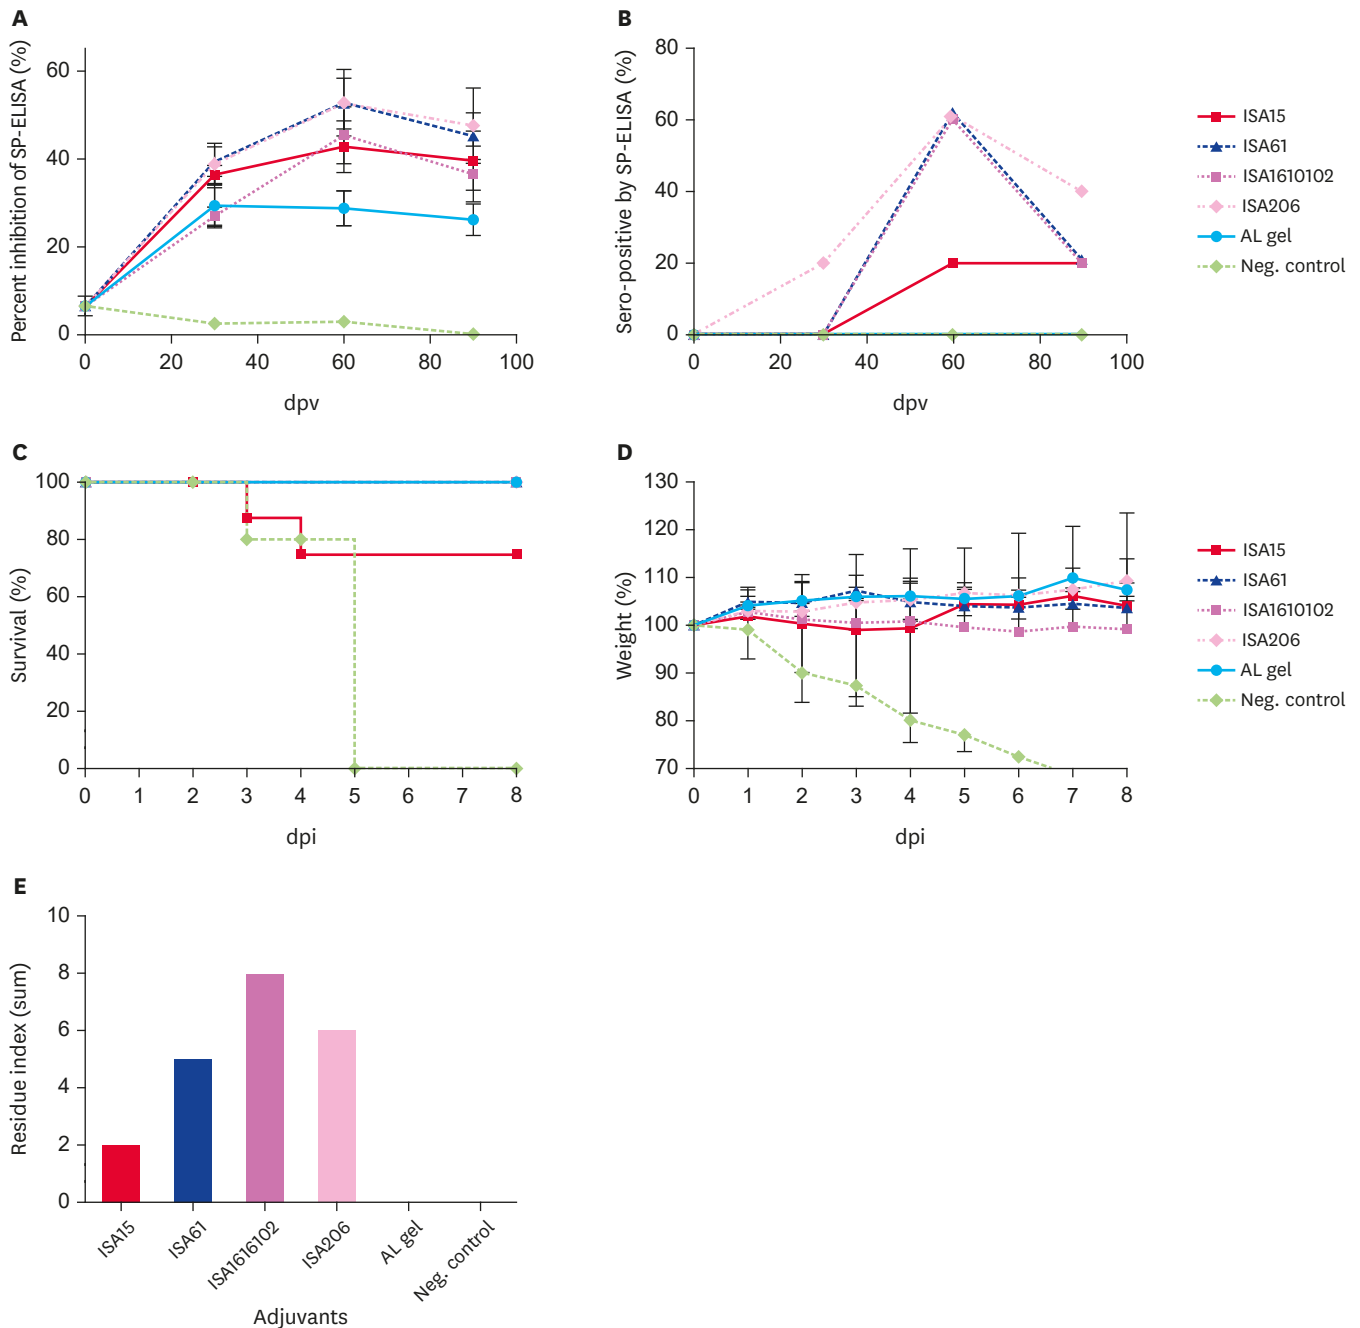 A
Percent inhibition of SP-ELISA (%)
60
40
20
0
0 20 40 60 80 100
dpv
B
Sero-positive by SP-ELISA (%)
80
60
40
20
0
0 20 40 60 80 100
dpv
ISA15
ISA61
ISA1610102
ISA206
AL gel
Neg. control
C
Survival (%)
100
80
60
40
20
0
0 1 2 3 4 5 6 7 8
dpi
D
Weight (%)
130
120
110
100
90
80
70
0 1 2 3 4 5 6 7 8
dpi
ISA15
ISA61
ISA1610102
ISA206
AL gel
Neg. control
E
Residue index (sum)
10
8
6
4
2
0
ISA15
ISA61
ISA1616102
ISA206
AL gel
Neg. control
Adjuvants